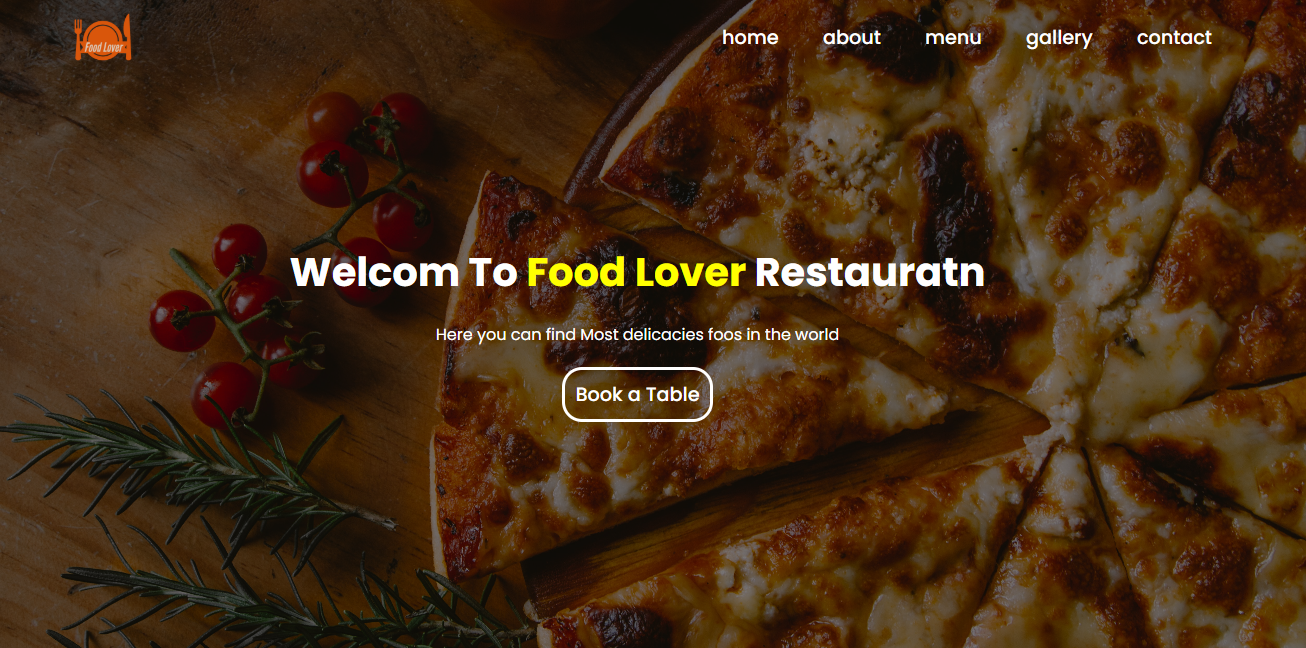 Food Lover
home about menu gallery contact
Welcom To Food Lover Restauratn
Here you can find Most delicacies foos in the world
Book a Table